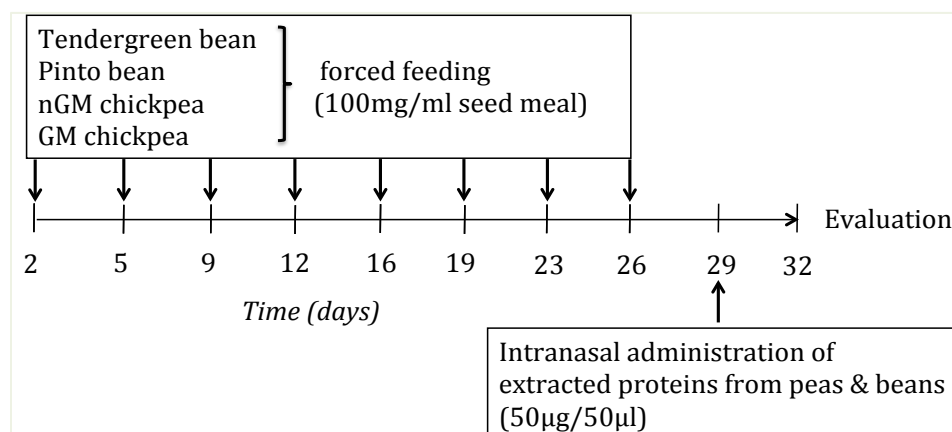 Tendergreen bean
Pinto bean
nGM chickpea
GM chickpea
forced feeding
(100mg/ml seed meal)
Evaluation
2 5 9 12 16 19 23 26 29 32
Time (days)
Intranasal administration of
extracted proteins from peas & beans
(50µg/50µl)